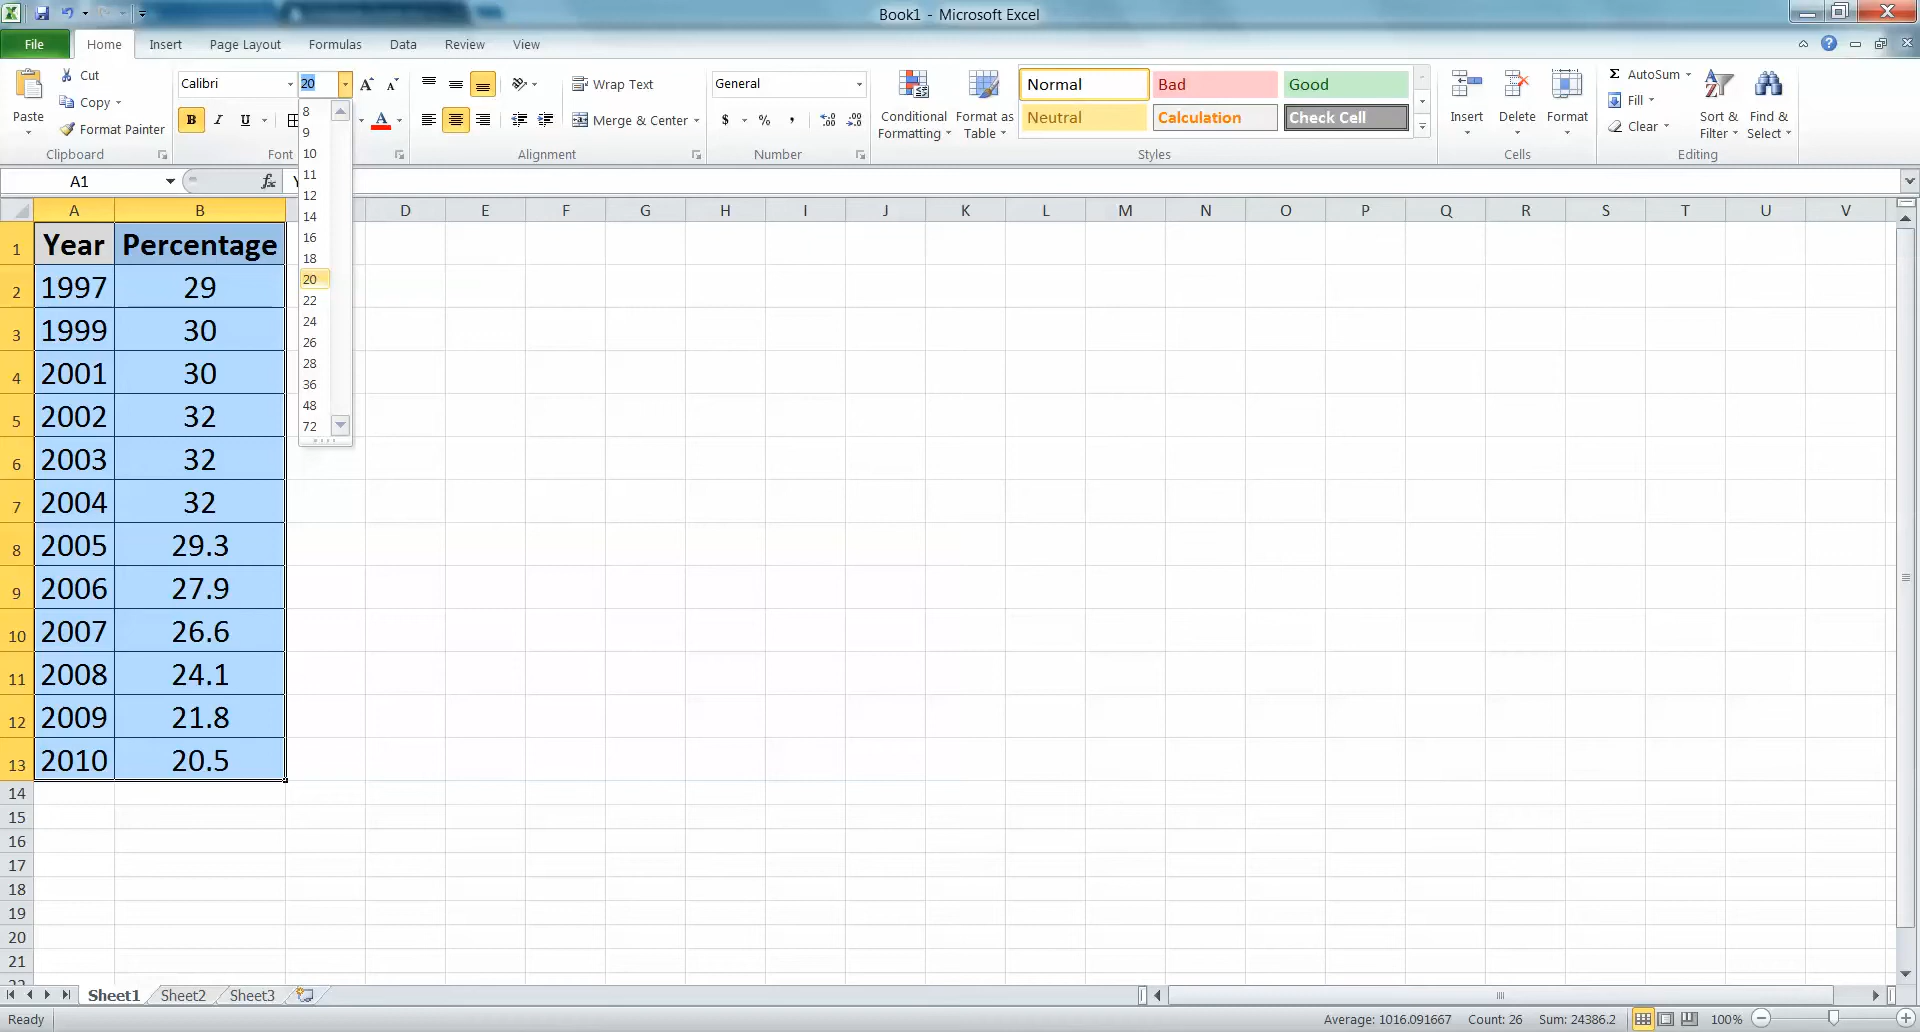 Book1 - Microsoft Excel
File Home Insert Page Layout Formulas Data Review View
Paste
Cut
Copy
Format Painter
Clipboard
Calibri 20
B I U A
Font
Wrap Text
Merge & Center
Alignment
General
$ % ,
Number
Conditional Formatting
Format as Table
Normal Bad Good
Neutral Calculation Check Cell
Styles
Insert Delete Format
Cells
Σ AutoSum
Fill
Clear
Sort & Filter
Find & Select
Editing
A1 fx Y
8
9
10
11
12
14
16
18
20
22
24
26
28
36
48
72
A B D E F G H I J K L M N O P Q R S T U V
1 Year Percentage
2 1997 29
3 1999 30
4 2001 30
5 2002 32
6 2003 32
7 2004 32
8 2005 29.3
9 2006 27.9
10 2007 26.6
11 2008 24.1
12 2009 21.8
13 2010 20.5
14
15
16
17
18
19
20
21
Sheet1 Sheet2 Sheet3
Ready Average: 1016.091667 Count: 26 Sum: 24386.2 100%